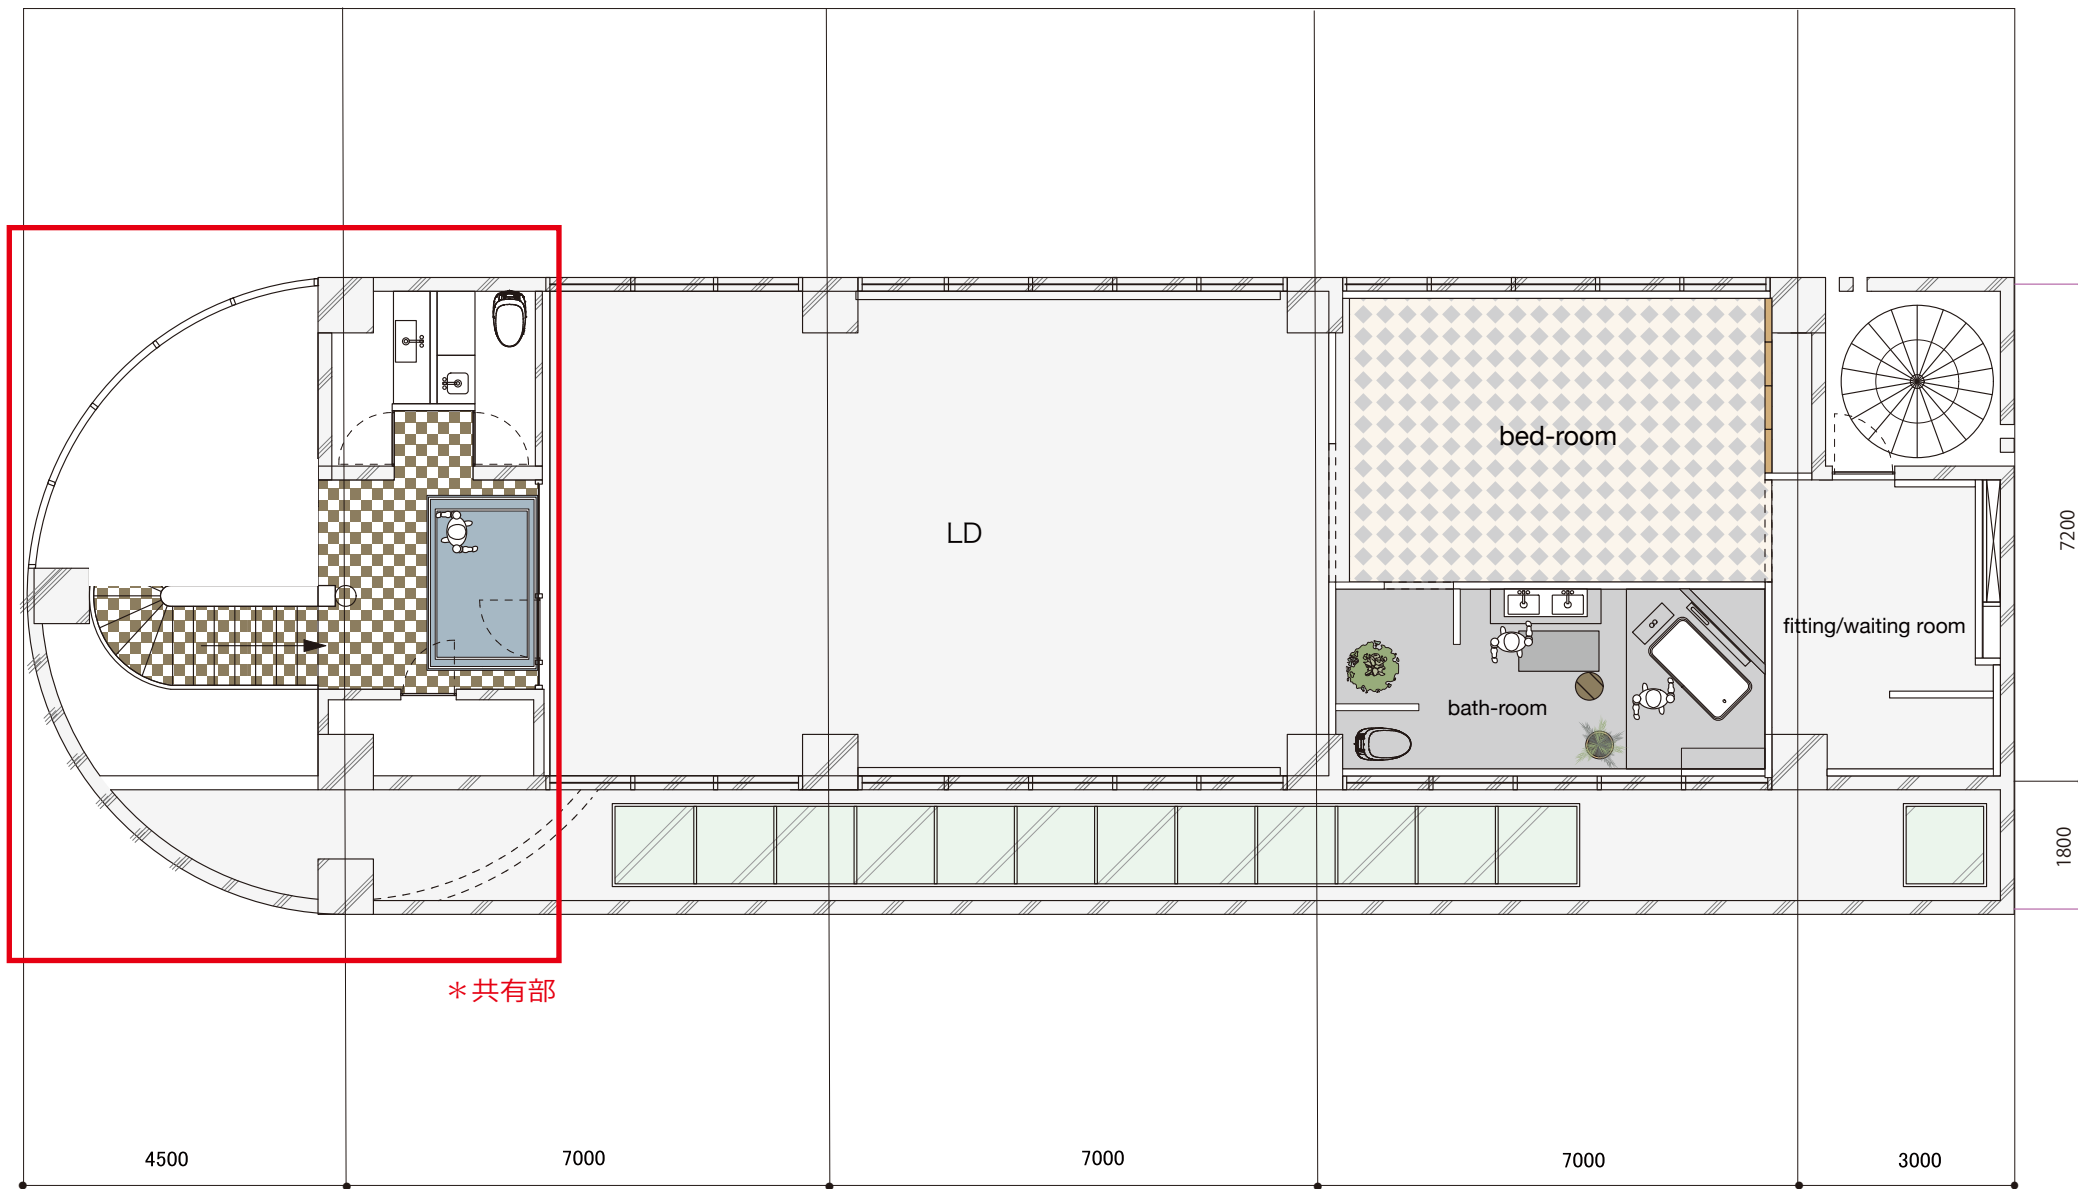 bed-room
7200
LD
fitting/waiting room
bath-room
1800
＊共有部
4500
7000
7000
7000
3000